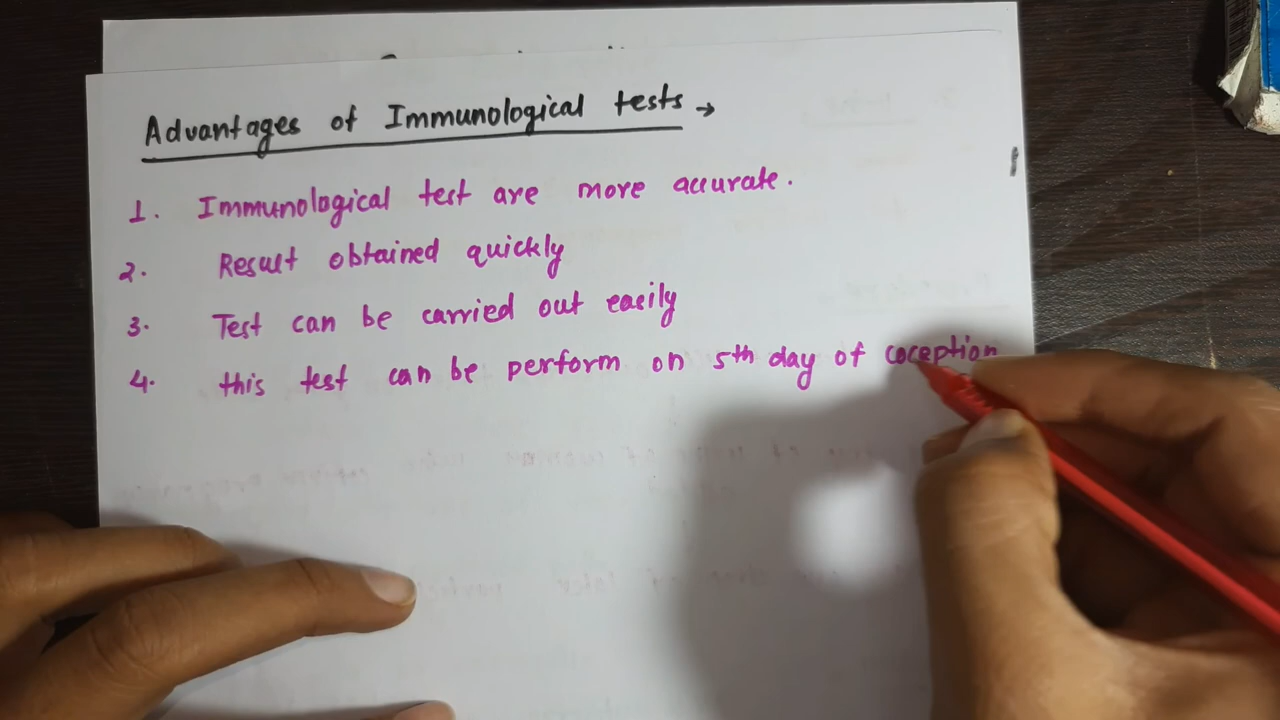 Advantages of Immunological tests →
1. Immunological test are more accurate.
2. Result obtained quickly
3. Test can be carried out easily
4. this test can be perform on 5th day of coception